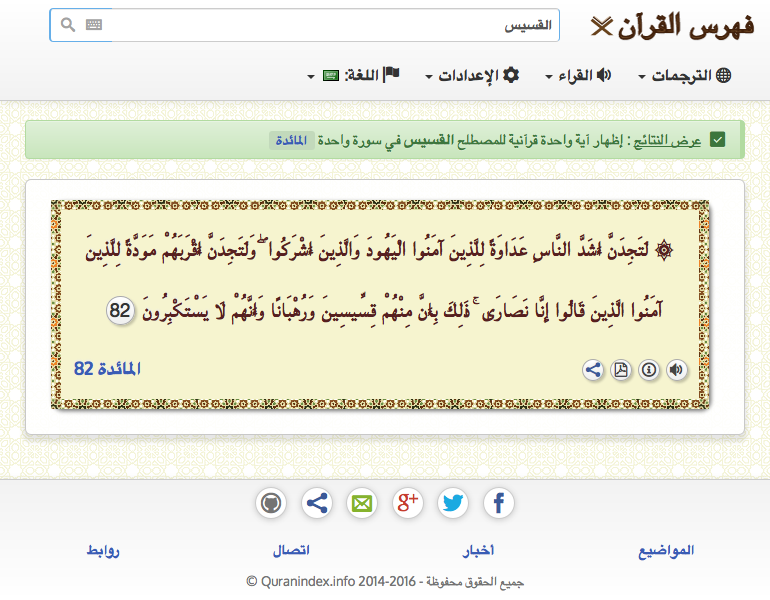 فهرس القرآن
القسيس
الترجمات
القراء
الإعدادات
اللغة:
عرض النتائج : إظهار آية واحدة قرآنية للمصطلح القسيس في سورة واحدة المائدة
۞ لَتَجِدَنَّ أَشَدَّ النَّاسِ عَدَاوَةً لِّلَّذِينَ آمَنُوا الْيَهُودَ وَالَّذِينَ أَشْرَكُوا ۖ وَلَتَجِدَنَّ أَقْرَبَهُمْ مَوَدَّةً لِّلَّذِينَ
آمَنُوا الَّذِينَ قَالُوا إِنَّا نَصَارَىٰ ۚ ذَٰلِكَ بِأَنَّ مِنْهُمْ قِسِّيسِينَ وَرُهْبَانًا وَأَنَّهُمْ لَا يَسْتَكْبِرُونَ 82
المائدة 82
g+
المواضيع
أخبار
اتصال
روابط
جميع الحقوق محفوظة - Quranindex.info 2014-2016 ©